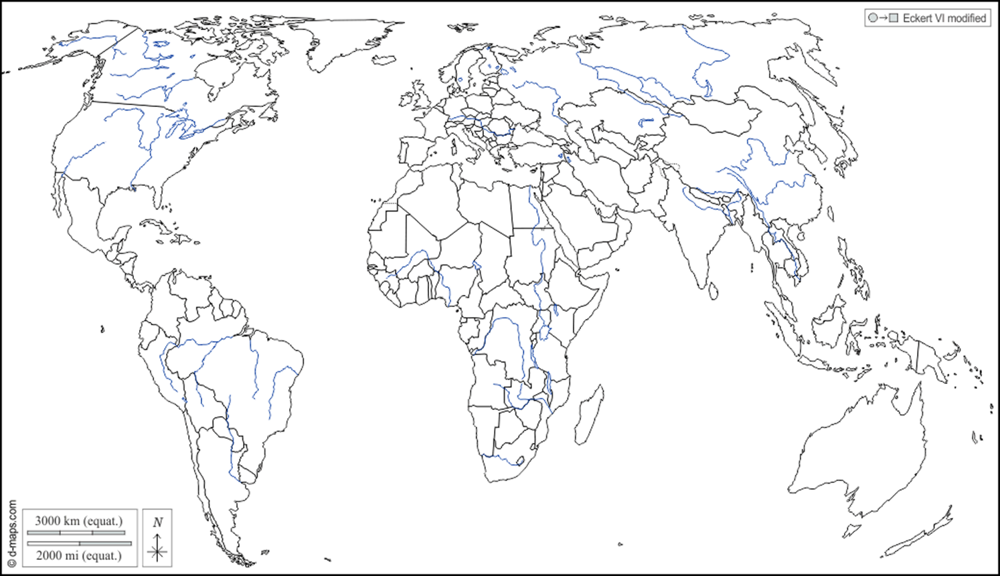 ○→□ Eckert VI modified
© d-maps.com
3000 km (equat.)
2000 mi (equat.)
N